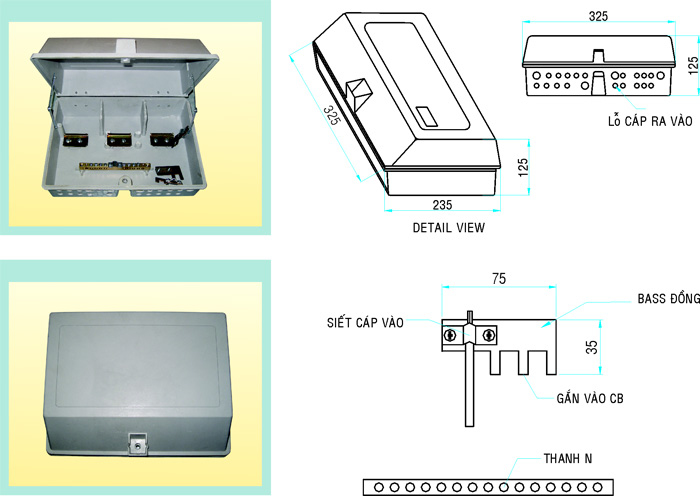 325
125
LỖ CÁP RA VÀO
325
125
235
DETAIL VIEW
75
BASS ĐỒNG
SIẾT CÁP VÀO
35
GẮN VÀO CB
THANH N